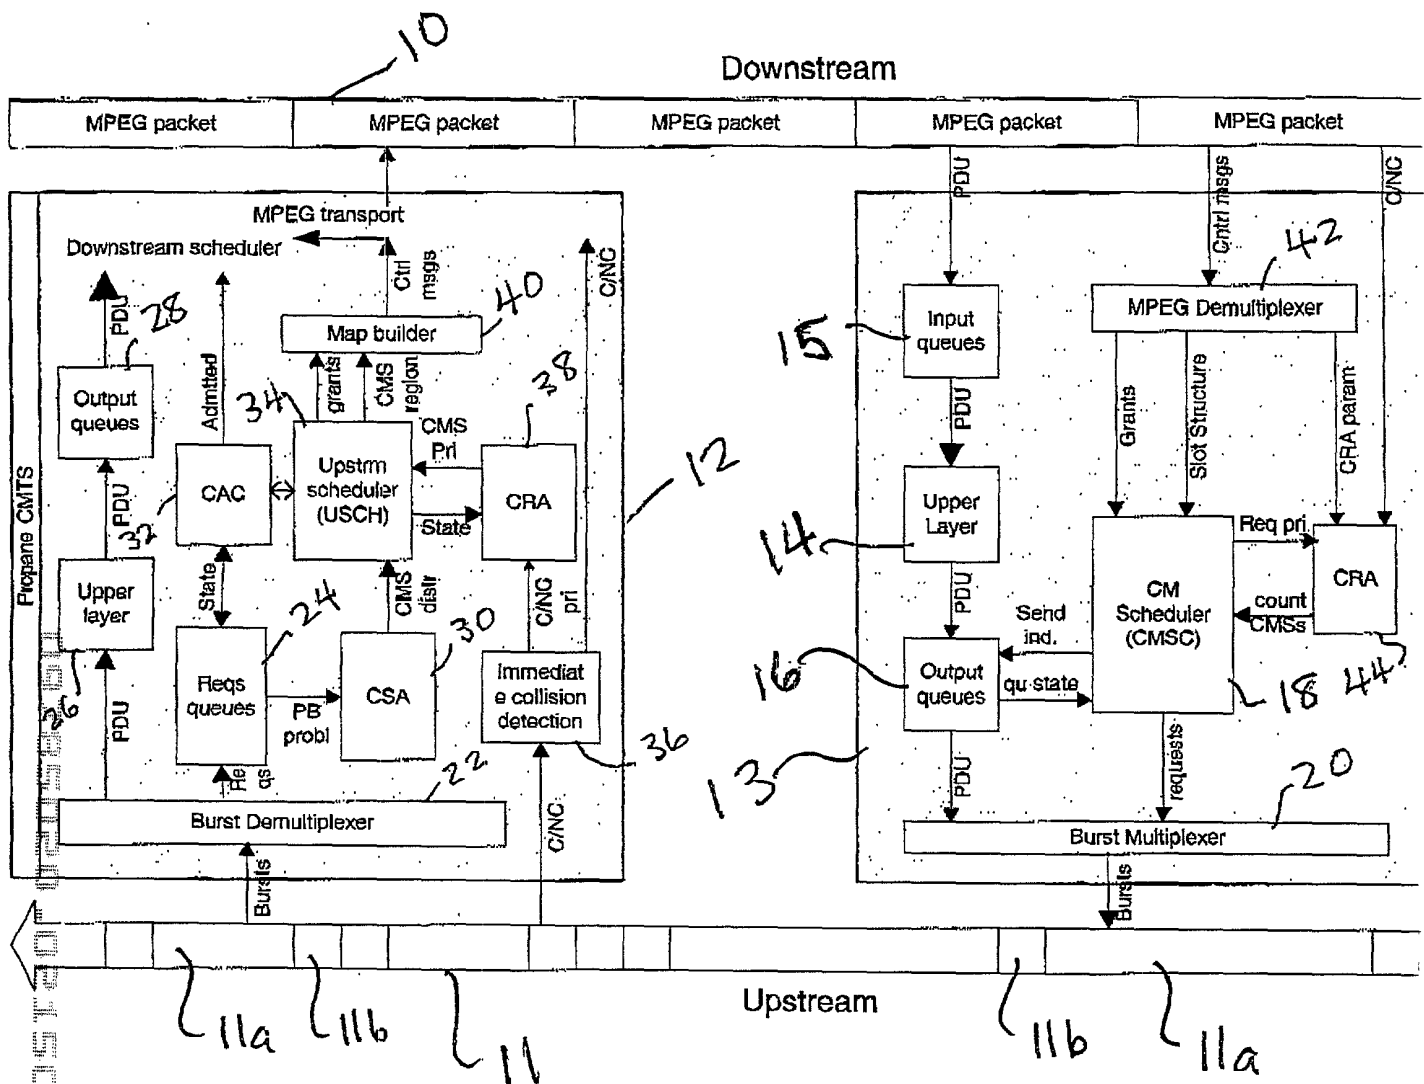 10
Downstream
MPEG packet
MPEG packet
MPEG packet
MPEG packet
MPEG packet
Propane CMTS
MPEG transport
Downstream scheduler
Ctrl msgs
C/NC
PDU
28
Admitted
40
Map builder
grants
CMS region
38
Output queues
34
CMS Pri
CAC
Upstrm scheduler (USCH)
CRA
12
State
PDU
32
Upper layer
State
24
CMS distr
30
C/NC pri
26
PDU
Reqs queues
PB probl
CSA
Immediat e collision detection
36
Re qs
22
Burst Demultiplexer
C/NC
Bursts
PDU
Cntrl msgs
C/NC
42
15
Input queues
MPEG Demultiplexer
PDU
Grants
Slot Structure
CRA param
14
Upper Layer
Req pri
CRA
PDU
CM Scheduler (CMSC)
count CMSs
Send ind.
16
Output queues
qu state
18
44
13
PDU
requests
20
Burst Multiplexer
Bursts
Upstream
11a
11b
11
11b
11a